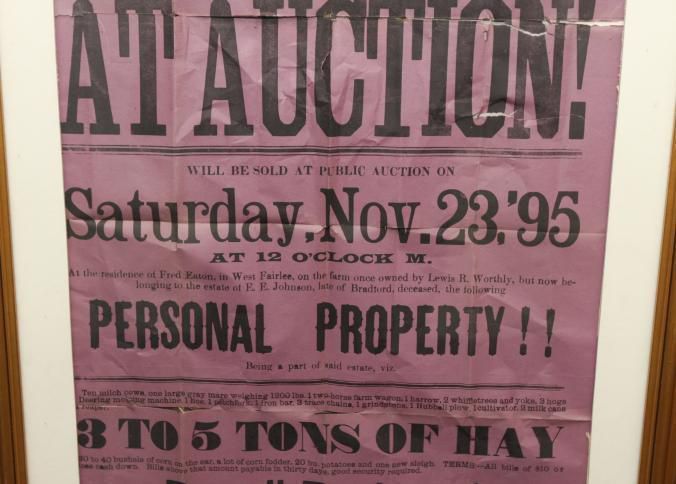 AT AUCTION!
WILL BE SOLD AT PUBLIC AUCTION ON
Saturday, Nov. 23, '95
AT 12 O'CLOCK M.
At the residence of Fred Eaton, in West Fairlee, on the farm once owned by Lewis R. Worthly, but now be-
longing to the estate of E. E. Johnson, late of Bradford, deceased, the following
PERSONAL PROPERTY!!
Being a part of said estate, viz.
Ten milch cows, one large gray mare weighing 1200 lbs. 1 two-horse farm wagon, 1 harrow, 2 whiffletrees and yoke, 3 hogs
Deering mowing machine, 1 hoe, 1 pitchfork, 1 iron bar, 3 trace chains, 1 grindstone, 1 Hubbell plow, 1 cultivator, 2 milk cans
3 TO 5 TONS OF HAY
30 to 40 bushels of corn on the ear, a lot of corn fodder, 20 bu. potatoes and one new sleigh. TERMS—All bills of $10 or
less cash down. Bills above that amount payable in thirty days, good security required.